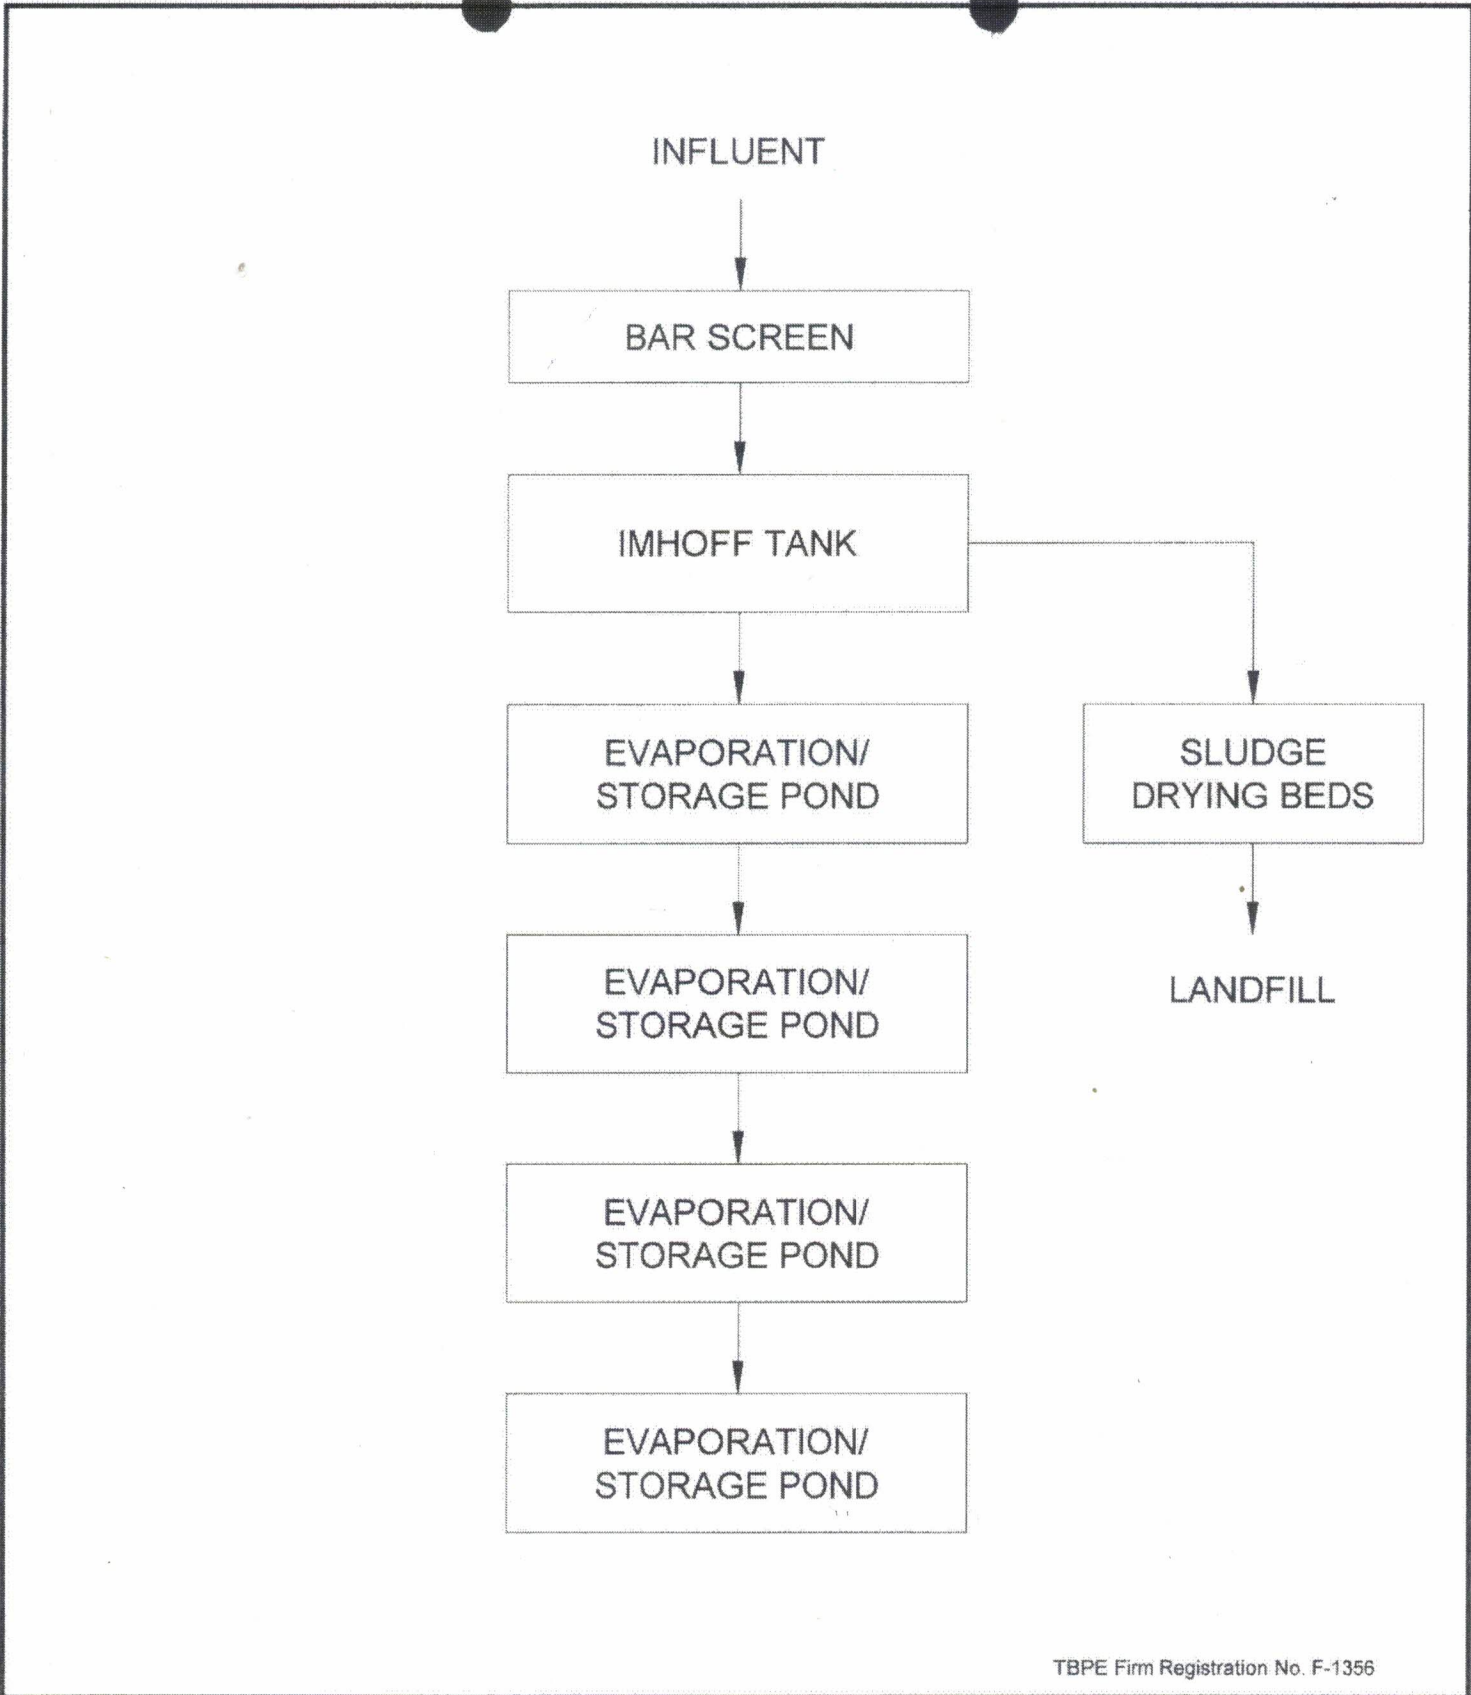 INFLUENT
BAR SCREEN
IMHOFF TANK
EVAPORATION/
STORAGE POND
SLUDGE
DRYING BEDS
EVAPORATION/
STORAGE POND
LANDFILL
EVAPORATION/
STORAGE POND
EVAPORATION/
STORAGE POND
TBPE Firm Registration No. F-1356